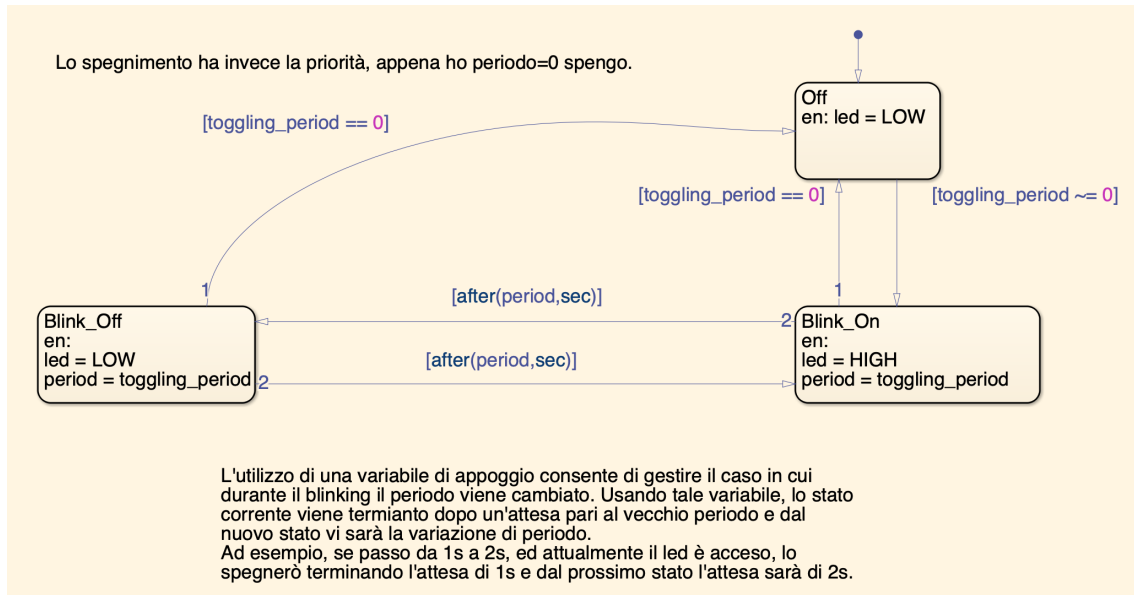 Lo spegnimento ha invece la priorità, appena ho periodo=0 spengo.
Off
en: led = LOW
[toggling_period == 0]
[toggling_period == 0]
[toggling_period ~= 0]
1
1
[after(period,sec)]
Blink_Off
en:
led = LOW
period = toggling_period
2
2
Blink_On
en:
led = HIGH
period = toggling_period
[after(period,sec)]
L'utilizzo di una variabile di appoggio consente di gestire il caso in cui
durante il blinking il periodo viene cambiato. Usando tale variabile, lo stato
corrente viene termianto dopo un'attesa pari al vecchio periodo e dal
nuovo stato vi sarà la variazione di periodo.
Ad esempio, se passo da 1s a 2s, ed attualmente il led è acceso, lo
spegnerò terminando l'attesa di 1s e dal prossimo stato l'attesa sarà di 2s.